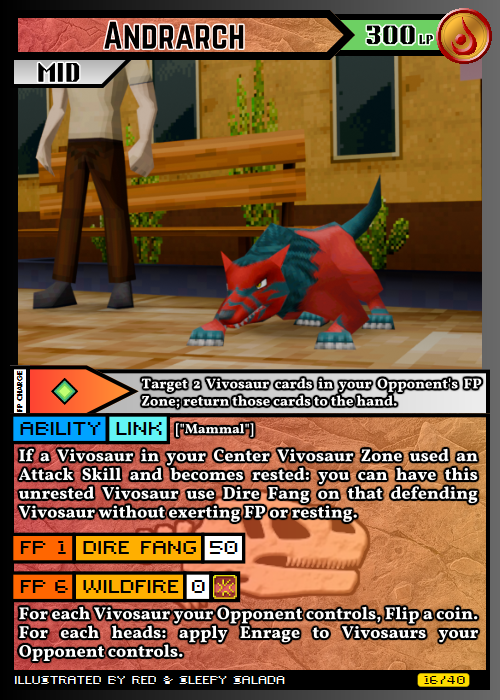 ANDRARCH
300 LP
MID
FP CHARGE
Target 2 Vivosaur cards in your Opponent's FP
Zone; return those cards to the hand.
ABILITY LINK ["Mammal"]
If a Vivosaur in your Center Vivosaur Zone used an
Attack Skill and becomes rested: you can have this
unrested Vivosaur use Dire Fang on that defending
Vivosaur without exerting FP or resting.
FP 1 DIRE FANG 50
FP 6 WILDFIRE 0
For each Vivosaur your Opponent controls, Flip a coin.
For each heads: apply Enrage to Vivosaurs your
Opponent controls.
ILLUSTRATED BY RED & SLEEPY SALADA
16/40